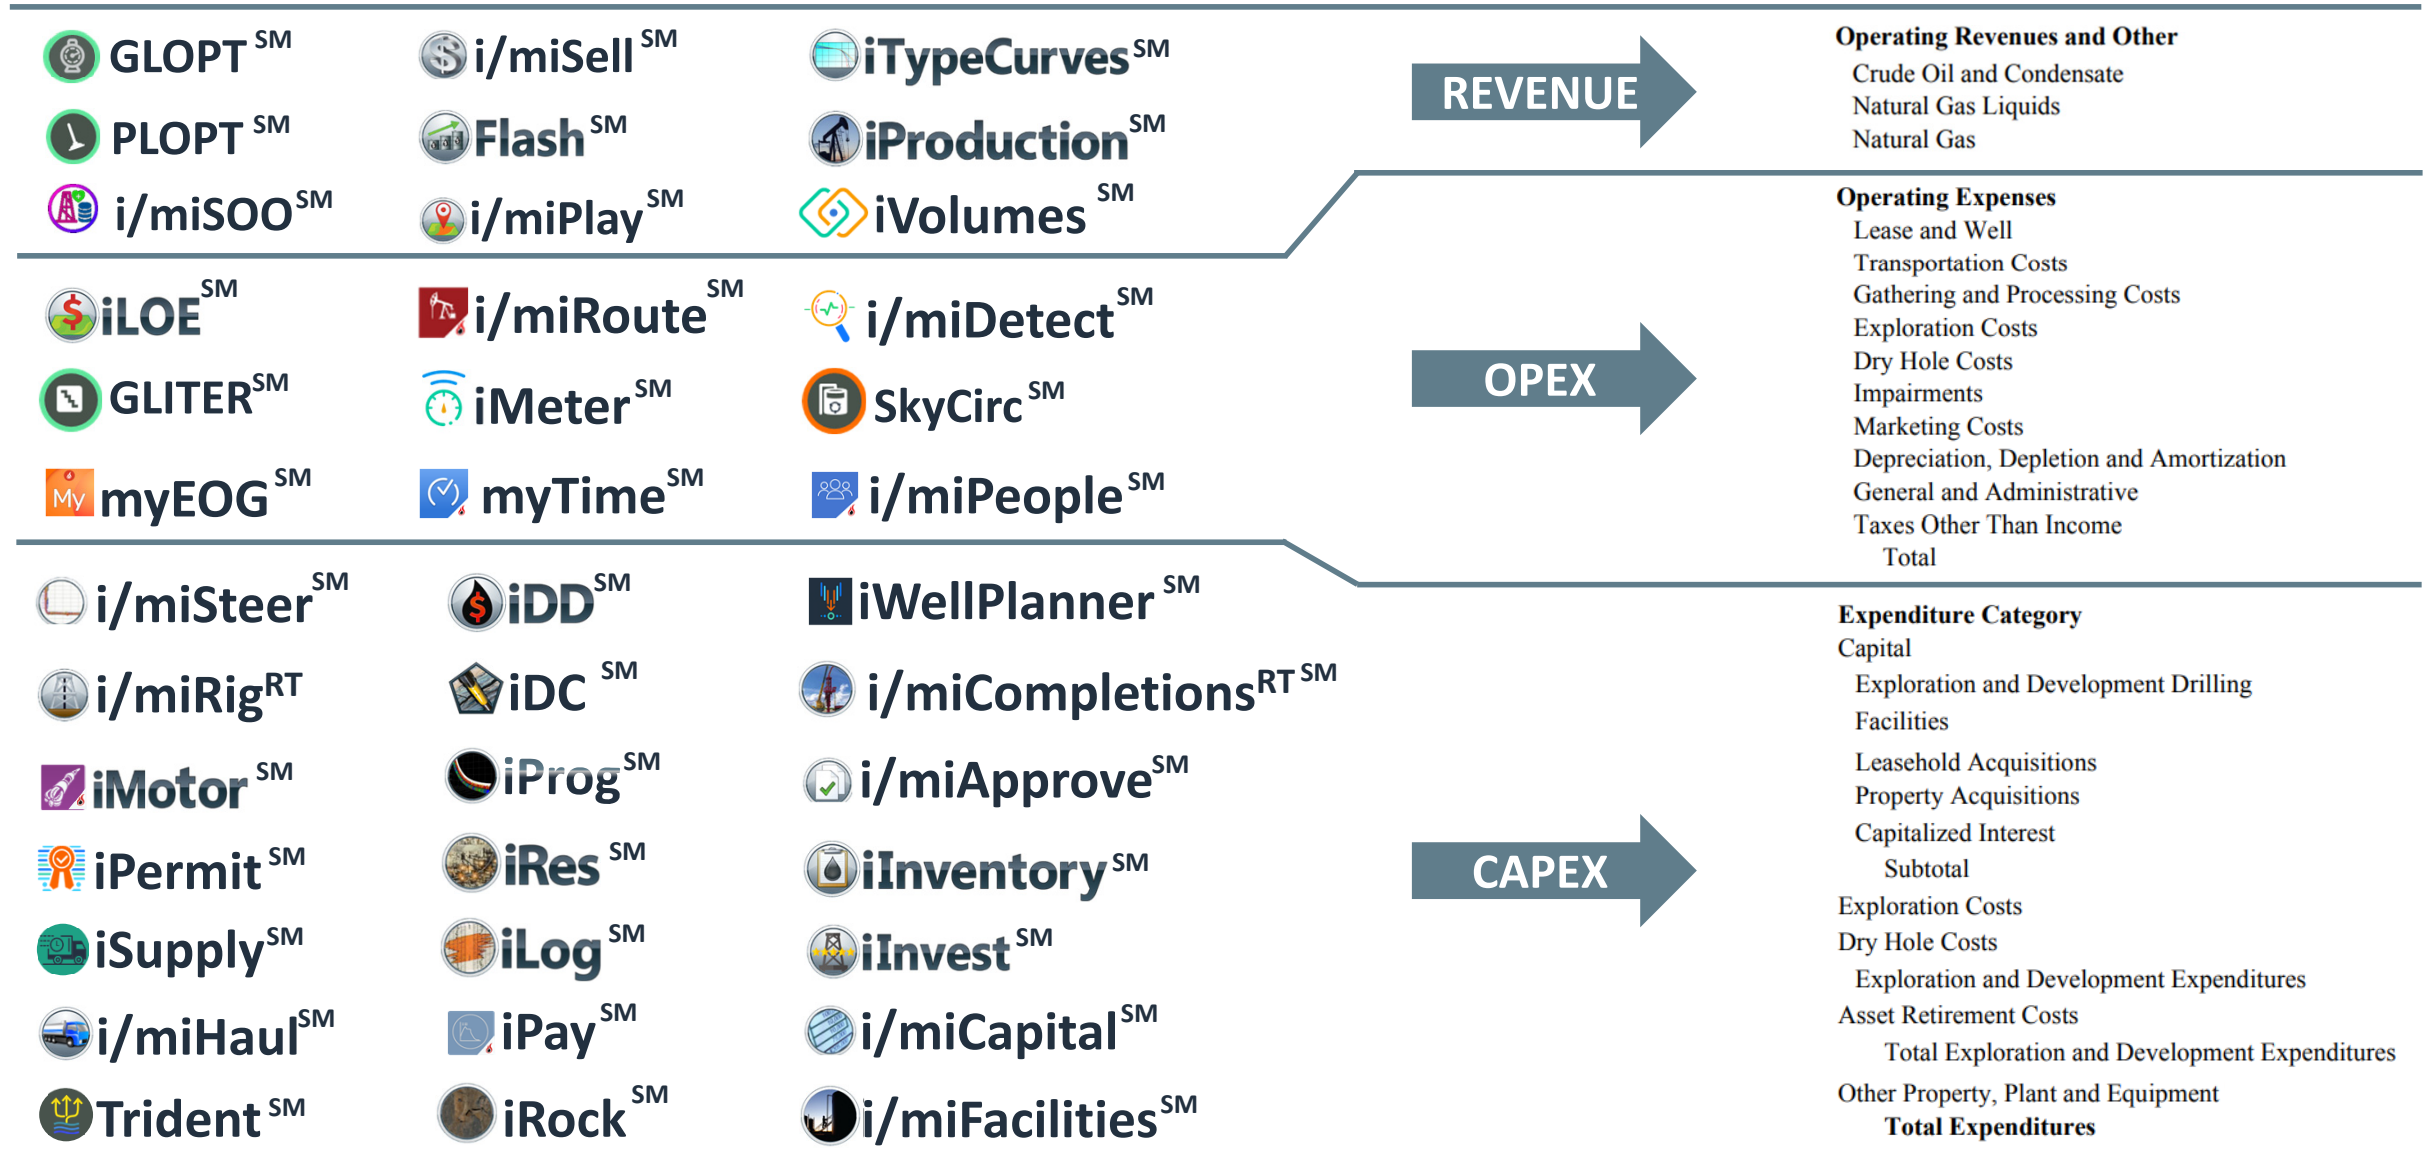 GLOPT SM
i/miSell SM
iTypeCurves SM
PLOPT SM
Flash SM
iProduction SM
i/miSOO SM
i/miPlay SM
iVolumes SM
REVENUE
Operating Revenues and Other
Crude Oil and Condensate
Natural Gas Liquids
Natural Gas
iLOE SM
i/miRoute SM
i/miDetect SM
GLITER SM
iMeter SM
SkyCirc SM
My myEOG SM
myTime SM
i/miPeople SM
OPEX
Operating Expenses
Lease and Well
Transportation Costs
Gathering and Processing Costs
Exploration Costs
Dry Hole Costs
Impairments
Marketing Costs
Depreciation, Depletion and Amortization
General and Administrative
Taxes Other Than Income
Total
i/miSteer SM
iDD SM
iWellPlanner SM
i/miRig RT
iDC SM
i/miCompletions RT SM
iMotor SM
iProg SM
i/miApprove SM
iPermit SM
iRes SM
iInventory SM
iSupply SM
iLog SM
iInvest SM
i/miHaul SM
iPay SM
i/miCapital SM
Trident SM
iRock SM
i/miFacilities SM
CAPEX
Expenditure Category
Capital
Exploration and Development Drilling
Facilities
Leasehold Acquisitions
Property Acquisitions
Capitalized Interest
Subtotal
Exploration Costs
Dry Hole Costs
Exploration and Development Expenditures
Asset Retirement Costs
Total Exploration and Development Expenditures
Other Property, Plant and Equipment
Total Expenditures